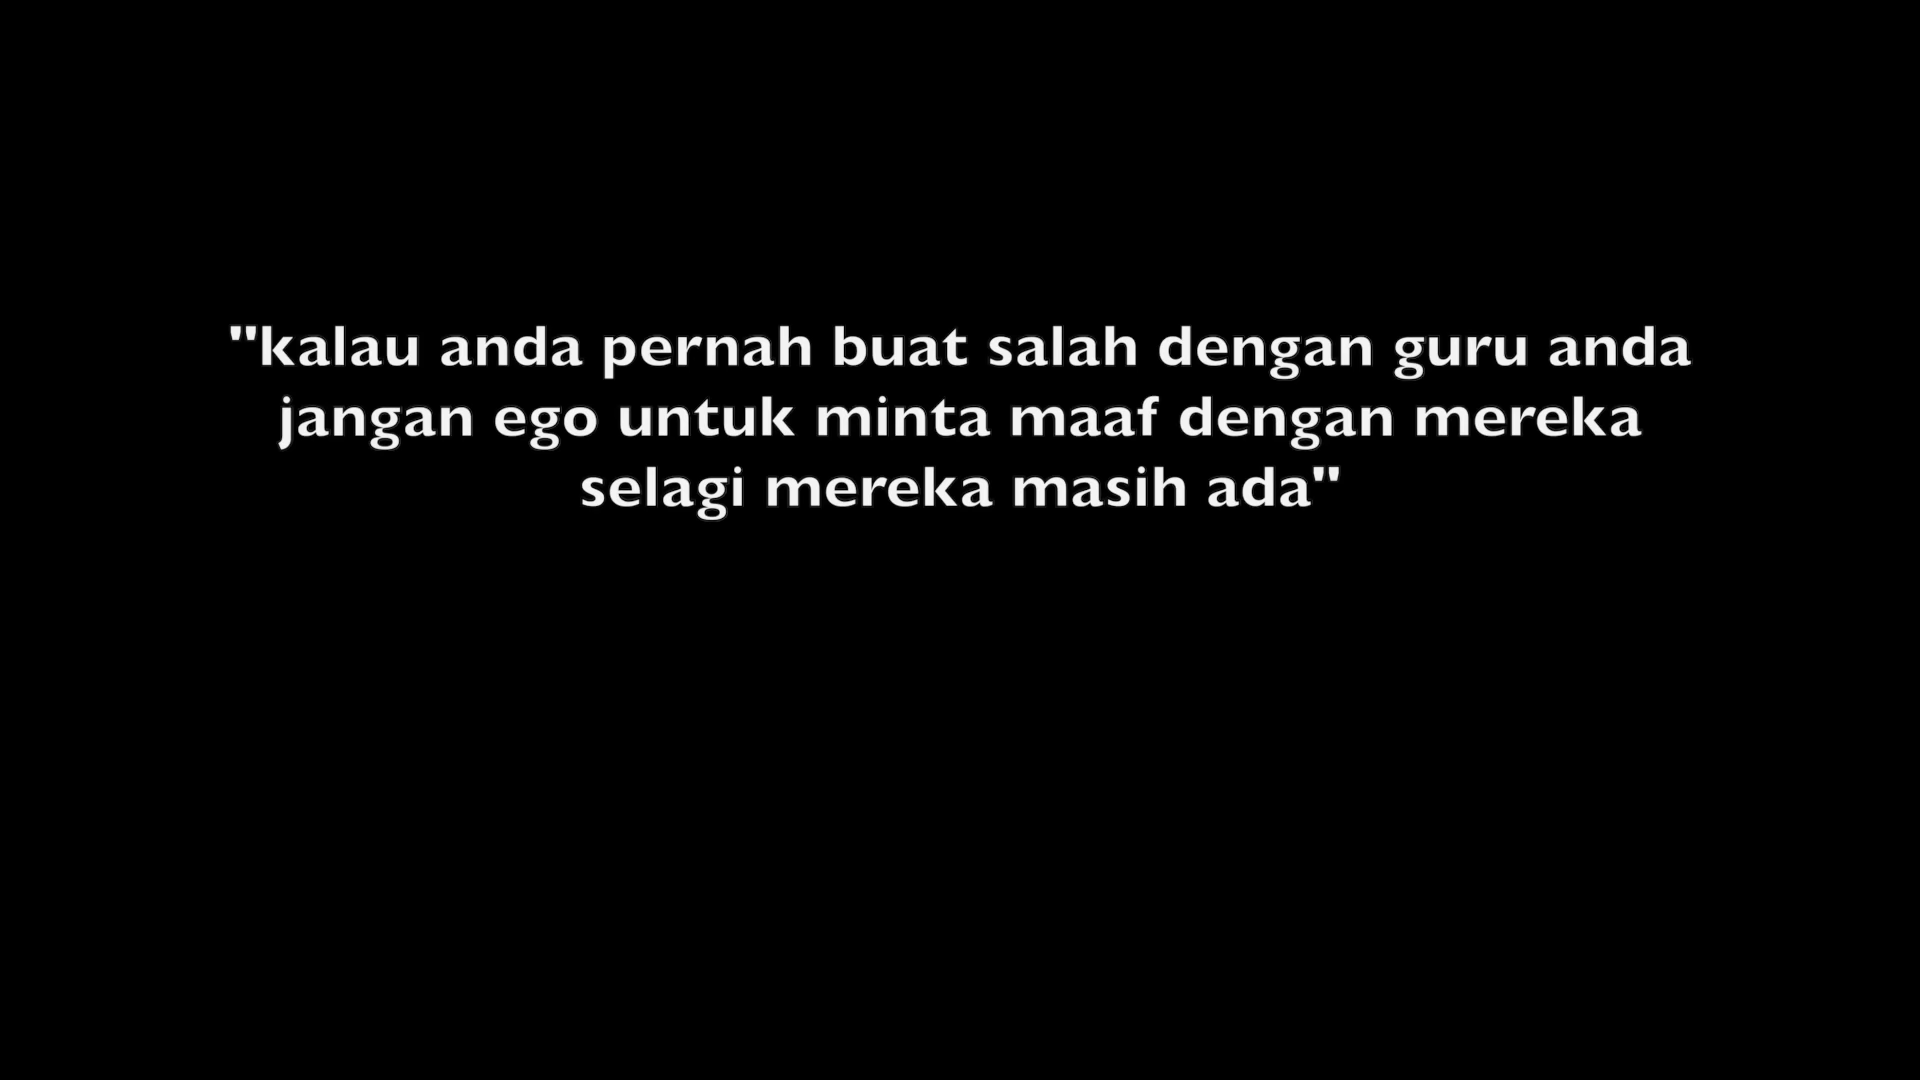 "kalau anda pernah buat salah dengan guru anda
jangan ego untuk minta maaf dengan mereka
selagi mereka masih ada"